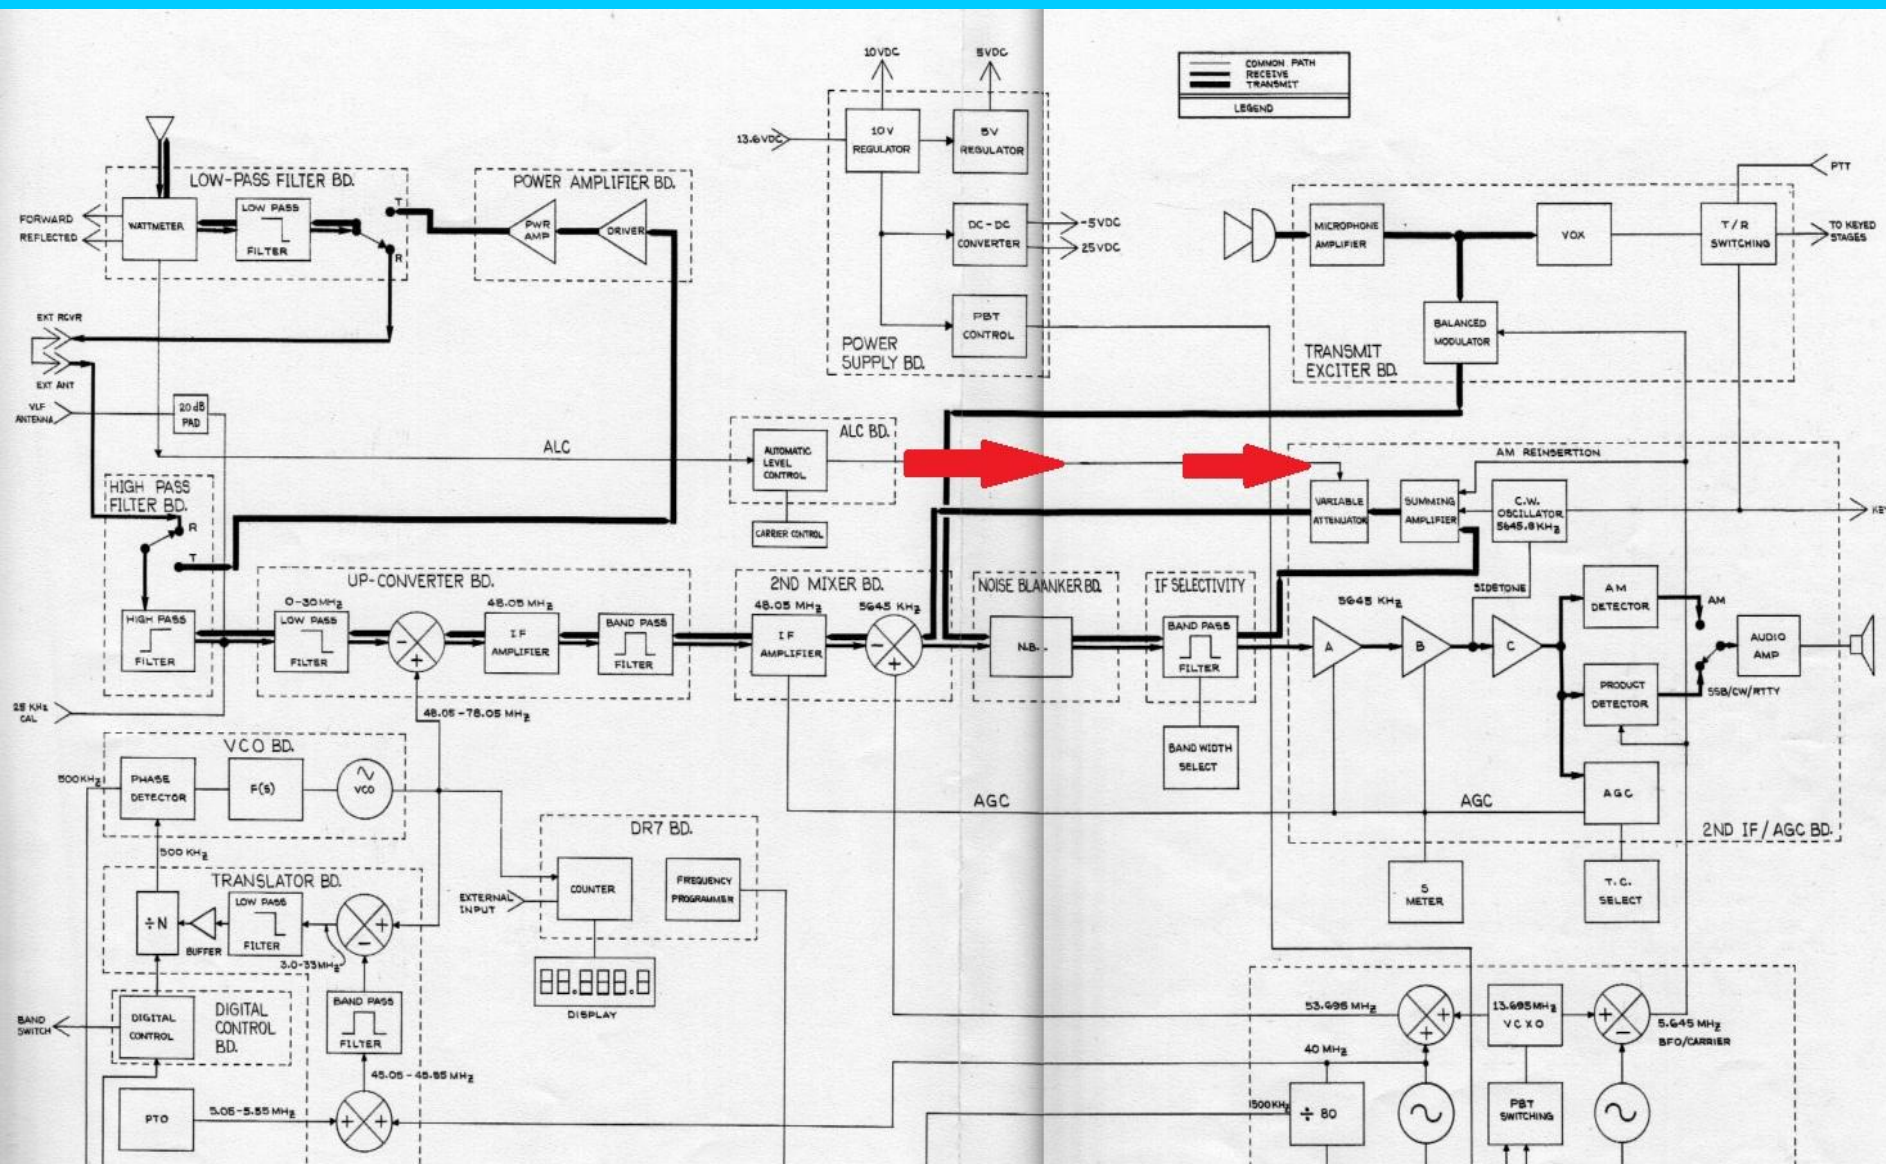 10VDC
5VDC
COMMON PATH
RECEIVE
TRANSMIT
LEGEND
13.6VDC
10V
REGULATOR
5V
REGULATOR
DC-DC
CONVERTER
-5VDC
25VDC
PBT
CONTROL
POWER
SUPPLY BD.
LOW-PASS FILTER BD.
FORWARD
REFLECTED
WATTMETER
LOW PASS
FILTER
T
R
POWER AMPLIFIER BD.
PWR
AMP
DRIVER
PTT
MICROPHONE
AMPLIFIER
VOX
T/R
SWITCHING
TO KEYED
STAGES
BALANCED
MODULATOR
TRANSMIT
EXCITER BD.
EXT RCVR
EXT ANT
VLF
ANTENNA
20dB
PAD
ALC
ALC BD.
AUTOMATIC
LEVEL
CONTROL
CARRIER CONTROL
AM REINSERTION
VARIABLE
ATTENUATOR
SUMMING
AMPLIFIER
C.W.
OSCILLATOR
5645.8KHz
KEY
HIGH PASS
FILTER BD.
R
T
HIGH PASS
FILTER
UP-CONVERTER BD.
0-30MHz
LOW PASS
FILTER
-
+
48.05 MHz
IF
AMPLIFIER
BAND PASS
FILTER
48.05-78.05 MHz
2ND MIXER BD.
48.05 MHz
IF
AMPLIFIER
5645 KHz
-
+
NOISE BLAANKER BD.
N.B..
IF SELECTIVITY
BAND PASS
FILTER
BAND WIDTH
SELECT
5645 KHz
SIDETONE
A
B
C
AM
DETECTOR
AM
PRODUCT
DETECTOR
SSB/CW/RTTY
AUDIO
AMP
AGC
AGC
AGC
2ND IF/AGC BD.
S
METER
T.C.
SELECT
25 KHz
CAL
VCO BD.
500KHz
PHASE
DETECTOR
F(S)
VCO
500 KHz
DR7 BD.
COUNTER
FREQUENCY
PROGRAMMER
EXTERNAL
INPUT
88.888.8
DISPLAY
TRANSLATOR BD.
÷N
BUFFER
LOW PASS
FILTER
+
-
3.0-33MHz
BAND PASS
FILTER
45.05-45.55 MHz
BAND
SWITCH
DIGITAL
CONTROL
DIGITAL
CONTROL
BD.
PTO
5.05-5.55 MHz
+ +
53.695 MHz
+
+
13.695MHz
VCXO
+
-
5.645 MHz
BFO/CARRIER
40 MHz
500KHz
÷ 80
PBT
SWITCHING